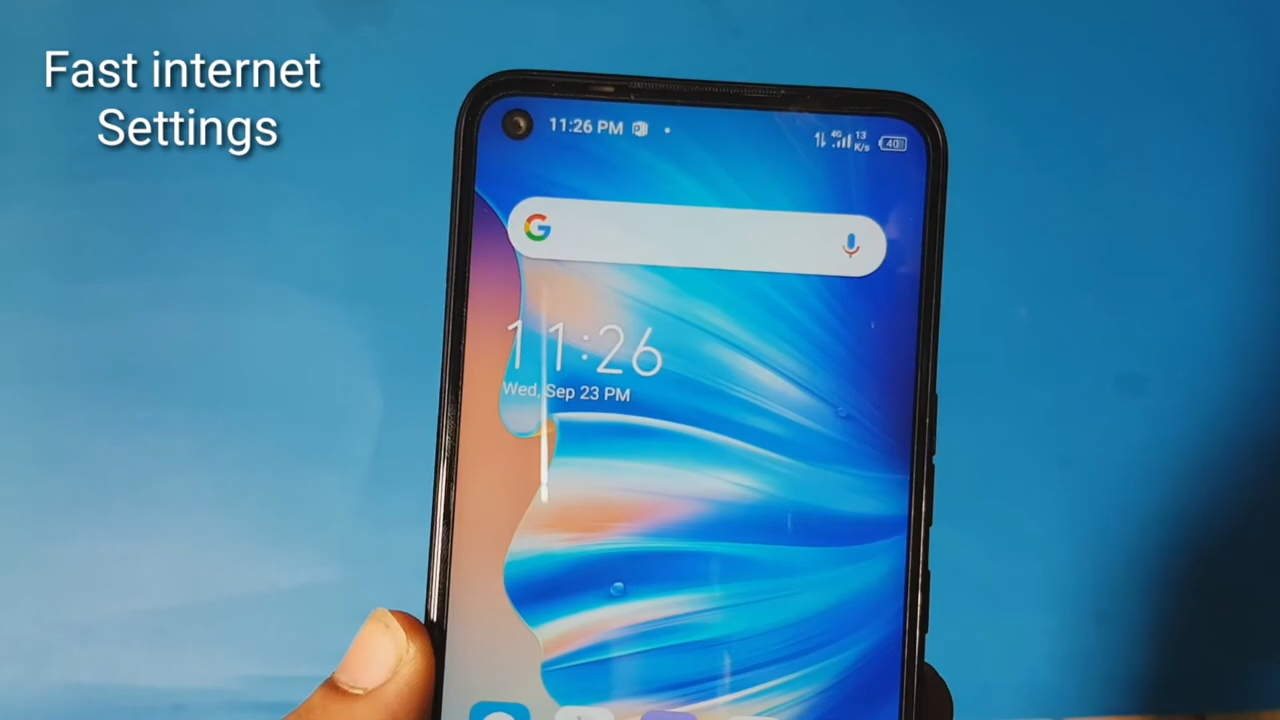 Fast internet
Settings
11:26 PM
4G
13
K/s
40
G
11:26
Wed, Sep 23 PM